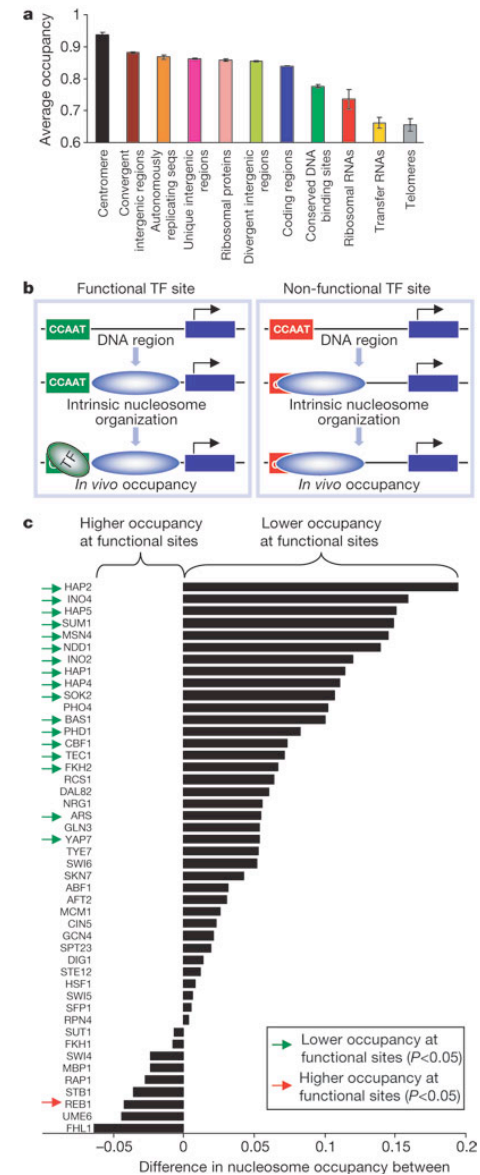 a
Average occupancy
1
0.9
0.8
0.7
0.6
Centromere
Convergent
intergenic regions
Autonomously
replicating seqs
Unique intergenic
regions
Ribosomal proteins
Divergent intergenic
regions
Coding regions
Conserved DNA
binding sites
Ribosomal RNAs
Transfer RNAs
Telomeres
b
Functional TF site
CCAAT
DNA region
CCAAT
Intrinsic nucleosome
organization
TF
In vivo occupancy
Non-functional TF site
CCAAT
DNA region
C
Intrinsic nucleosome
organization
C
In vivo occupancy
c
Higher occupancy
at functional sites
Lower occupancy
at functional sites
HAP2
INO4
HAP5
SUM1
MSN4
NDD1
INO2
HAP1
HAP4
SOK2
PHO4
BAS1
PHD1
CBF1
TEC1
FKH2
RCS1
DAL82
NRG1
ARS
GLN3
YAP7
TYE7
SWI6
SKN7
ABF1
AFT2
MCM1
CIN5
GCN4
SPT23
DIG1
STE12
HSF1
SWI5
SFP1
RPN4
SUT1
FKH1
SWI4
MBP1
RAP1
STB1
REB1
UME6
FHL1
Lower occupancy at
functional sites (P<0.05)
Higher occupancy at
functional sites (P<0.05)
−0.05
0
0.05
0.1
0.15
0.2
Difference in nucleosome occupancy between